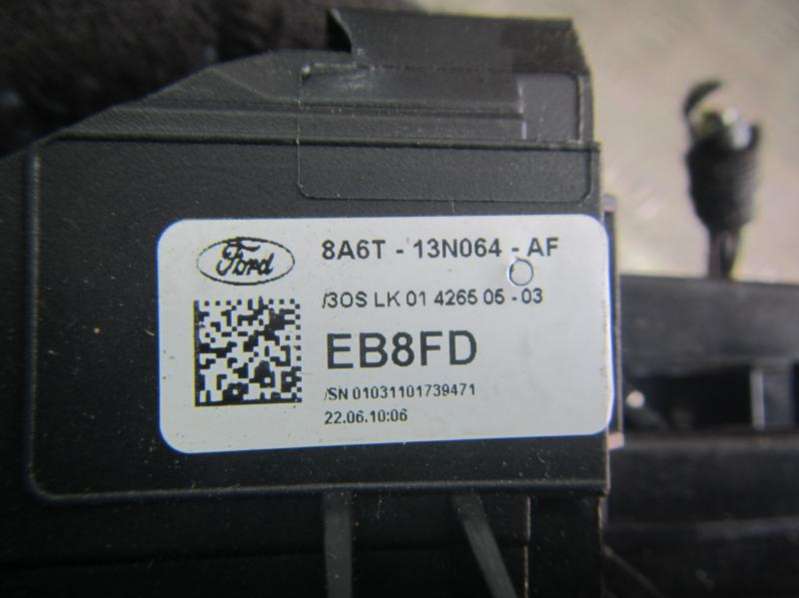 Ford
8A6T - 13N064 - AF
/3OS LK 01 4265 05 - 03
EB8FD
/SN 01031101739471
22.06.10:06